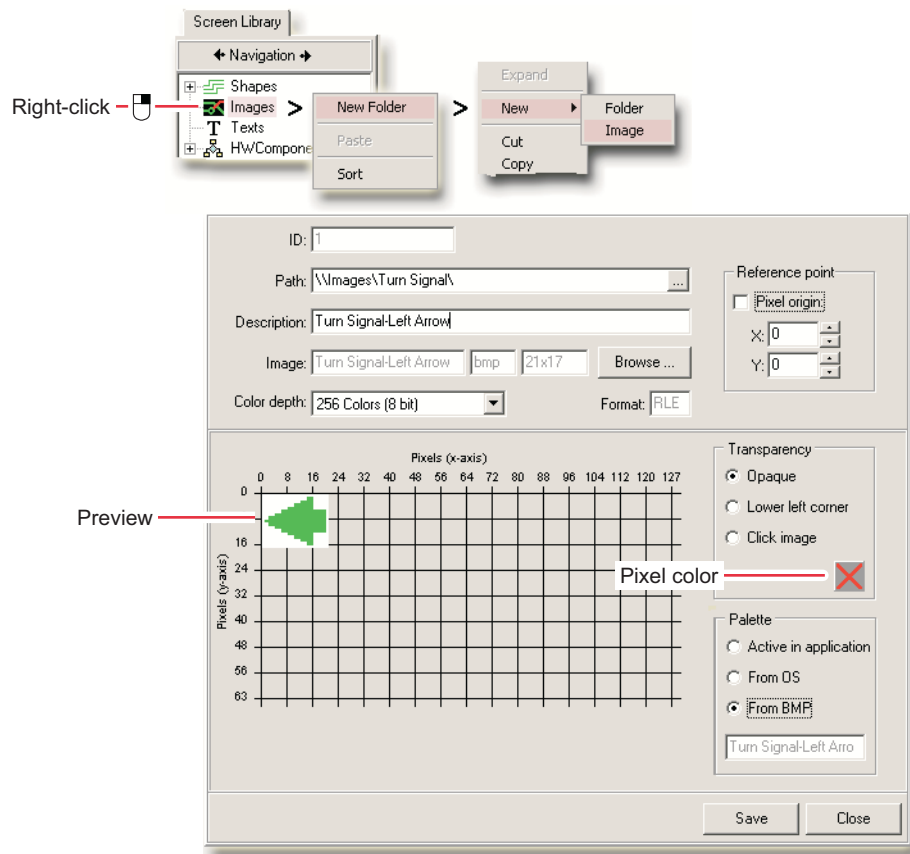 Screen Library
Navigation
Shapes
Right-click
Images
>
New Folder
>
Texts
HWCompone
Paste
Sort
Expand
New
Folder
Image
Cut
Copy
ID: 1
Path: \\Images\Turn Signal\ ...
Description: Turn Signal-Left Arrow
Image: Turn Signal-Left Arrow bmp 21x17 Browse ...
Color depth: 256 Colors (8 bit) Format: RLE
Reference point
Pixel origin:
X: 0
Y: 0
Pixels (x-axis)
0 8 16 24 32 40 48 56 64 72 80 88 96 104 112 120 127
Pixels (y-axis)
0
16
24
32
40
48
56
63
Preview
Transparency
Opaque
Lower left corner
Click image
Pixel color
Palette
Active in application
From OS
From BMP
Turn Signal-Left Arro
Save Close